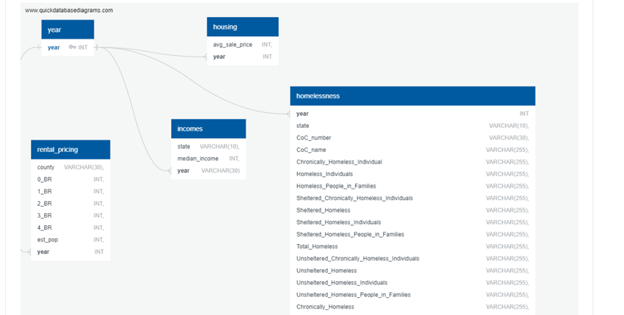 www.quickdatabasediagrams.com
year
year INT
housing
avg_sale_price INT,
year INT
incomes
state VARCHAR(10),
median_income INT,
year VARCHAR(30)
rental_pricing
county VARCHAR(30),
0_BR INT,
1_BR INT,
2_BR INT,
3_BR INT,
4_BR INT,
est_pop INT,
year INT
homelessness
year INT
state VARCHAR(10),
CoC_number VARCHAR(30),
CoC_name VARCHAR(255),
Chronically_Homeless_Individual VARCHAR(255),
Homeless_Individuals VARCHAR(255),
Homeless_People_in_Families VARCHAR(255),
Sheltered_Chronically_Homeless_Individuals VARCHAR(255),
Sheltered_Homeless VARCHAR(255),
Sheltered_Homeless_Individuals VARCHAR(255),
Sheltered_Homeless_People_in_Families VARCHAR(255),
Total_Homeless VARCHAR(255),
Unsheltered_Chronically_Homeless_Individuals VARCHAR(255),
Unsheltered_Homeless VARCHAR(255),
Unsheltered_Homeless_Individuals VARCHAR(255),
Unsheltered_Homeless_People_in_Families VARCHAR(255),
Chronically_Homeless VARCHAR(255),